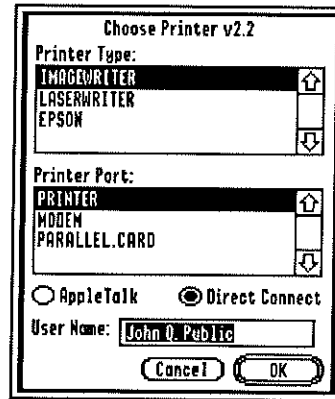 Choose Printer v2.2
Printer Type:
IMAGEWRITER
LASERWRITER
EPSON
Printer Port:
PRINTER
MODEM
PARALLEL.CARD
AppleTalk Direct Connect
User Name: John Q. Public
Cancel OK